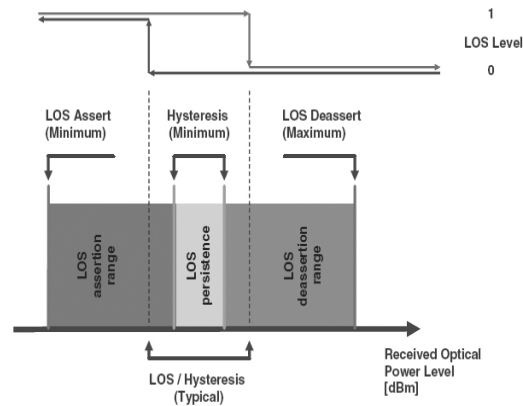 1
LOS Level
0
LOS Assert
(Minimum)
Hysteresis
(Minimum)
LOS Deassert
(Maximum)
LOS
assertion
range
LOS
persistence
LOS
deassertion
range
LOS / Hysteresis
(Typical)
Received Optical
Power Level
[dBm]